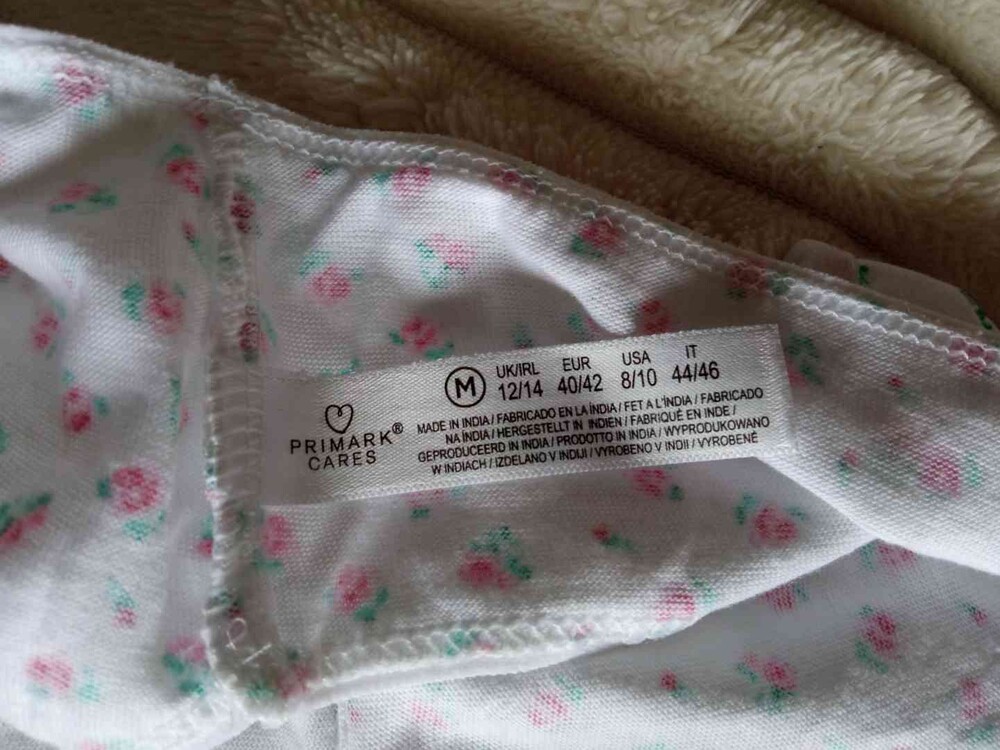 PRIMARK®
CARES
M
UK/IRL EUR USA IT
12/14 40/42 8/10 44/46
MADE IN INDIA / FABRICADO EN LA ÍNDIA / FET A L'ÍNDIA / FABRICADO
NA ÍNDIA / HERGESTELLT IN INDIEN / FABRIQUÉ EN INDE /
GEPRODUCEERD IN INDIA / PRODOTTO IN INDIA / WYPRODUKOWANO
W INDIACH / IZDELANO V INDIJI / VYROBENO V INDII / VYROBENÉ